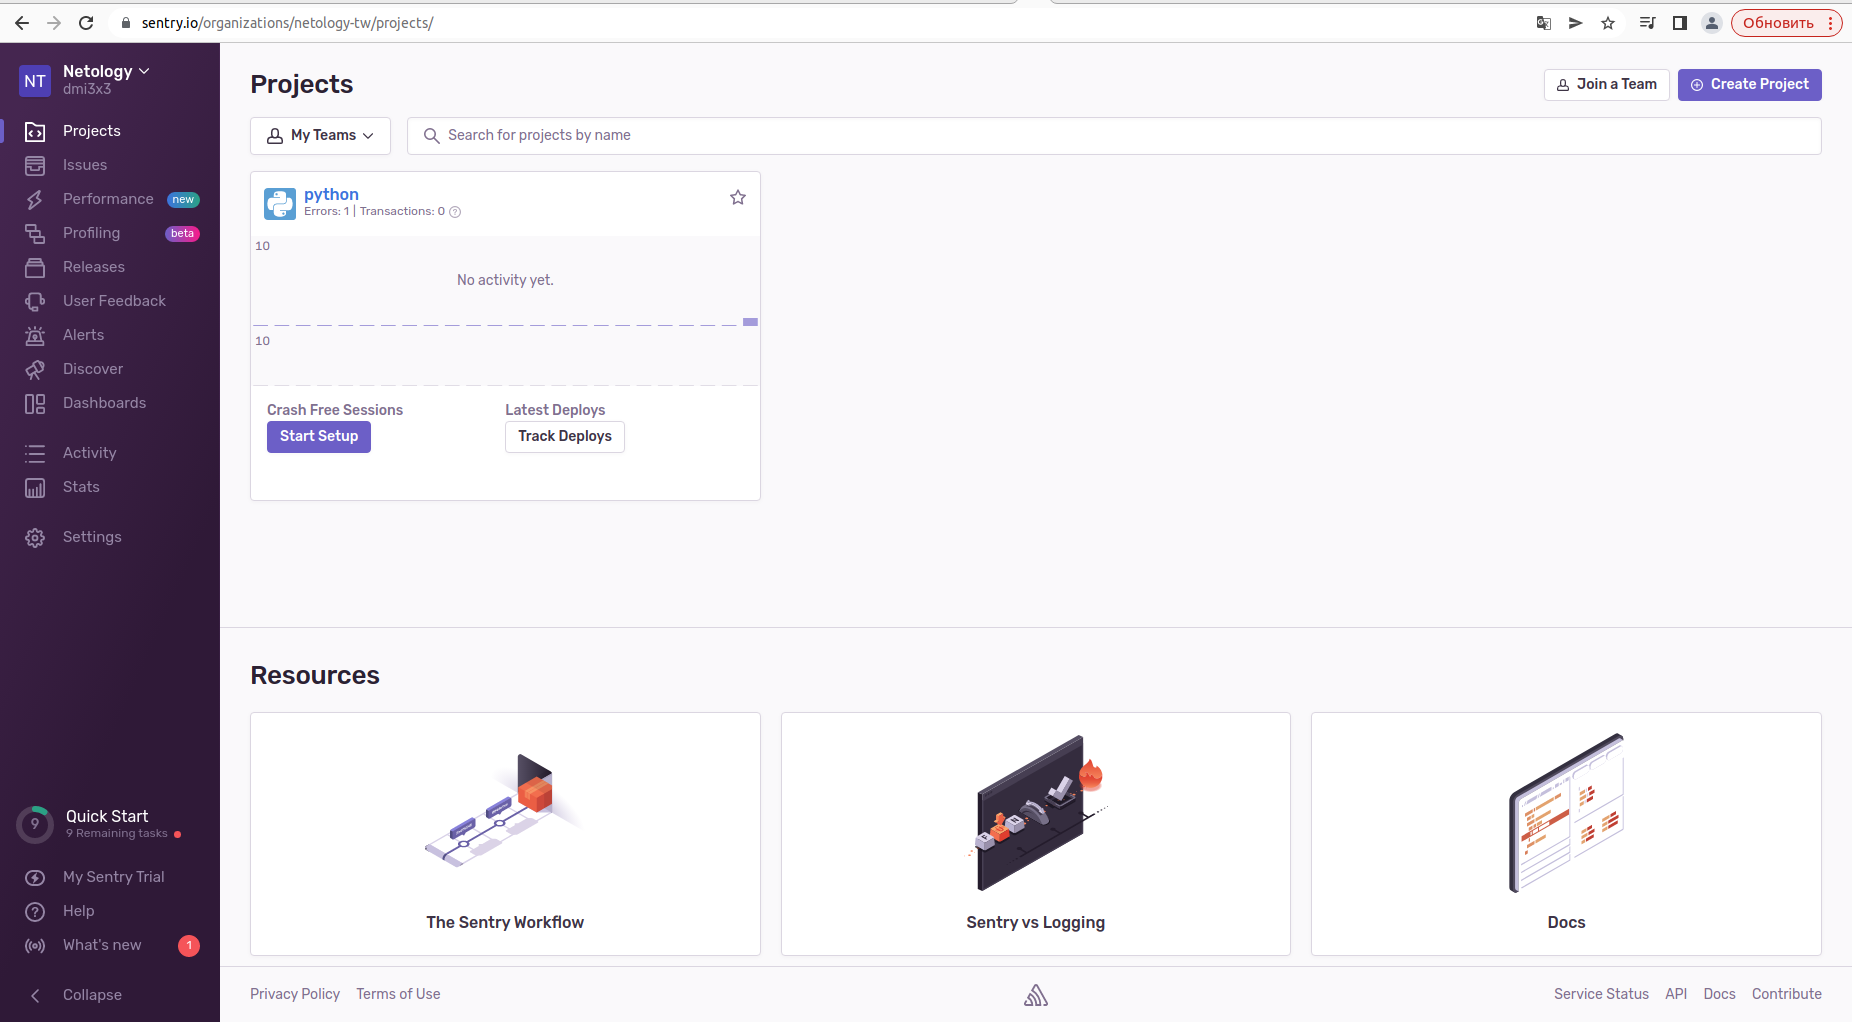 sentry.io/organizations/netology-tw/projects/
Обновить
NT
Netology
dmi3x3
Projects
Issues
Performance new
Profiling beta
Releases
User Feedback
Alerts
Discover
Dashboards
Activity
Stats
Settings
9
Quick Start
9 Remaining tasks
My Sentry Trial
Help
What's new 1
Collapse
Projects
Join a Team
Create Project
My Teams
Search for projects by name
python
Errors: 1 | Transactions: 0 ?
10
No activity yet.
10
Crash Free Sessions
Latest Deploys
Start Setup
Track Deploys
Resources
The Sentry Workflow
Sentry vs Logging
Docs
Privacy Policy
Terms of Use
Service Status
API
Docs
Contribute